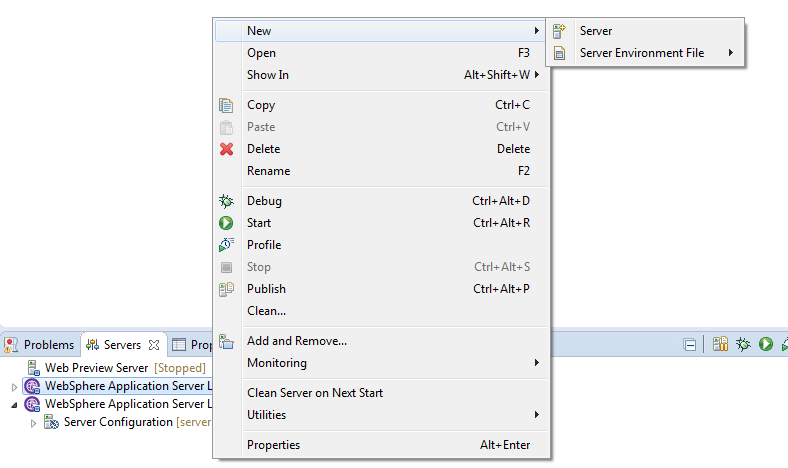 New
Server
Open F3
Server Environment File
Show In Alt+Shift+W
Copy Ctrl+C
Paste Ctrl+V
Delete Delete
Rename F2
Debug Ctrl+Alt+D
Start Ctrl+Alt+R
Profile
Stop Ctrl+Alt+S
Publish Ctrl+Alt+P
Clean...
Add and Remove...
Monitoring
Clean Server on Next Start
Utilities
Properties Alt+Enter
Problems Servers Prop
Web Preview Server [Stopped]
WebSphere Application Server L
WebSphere Application Server L
Server Configuration [server